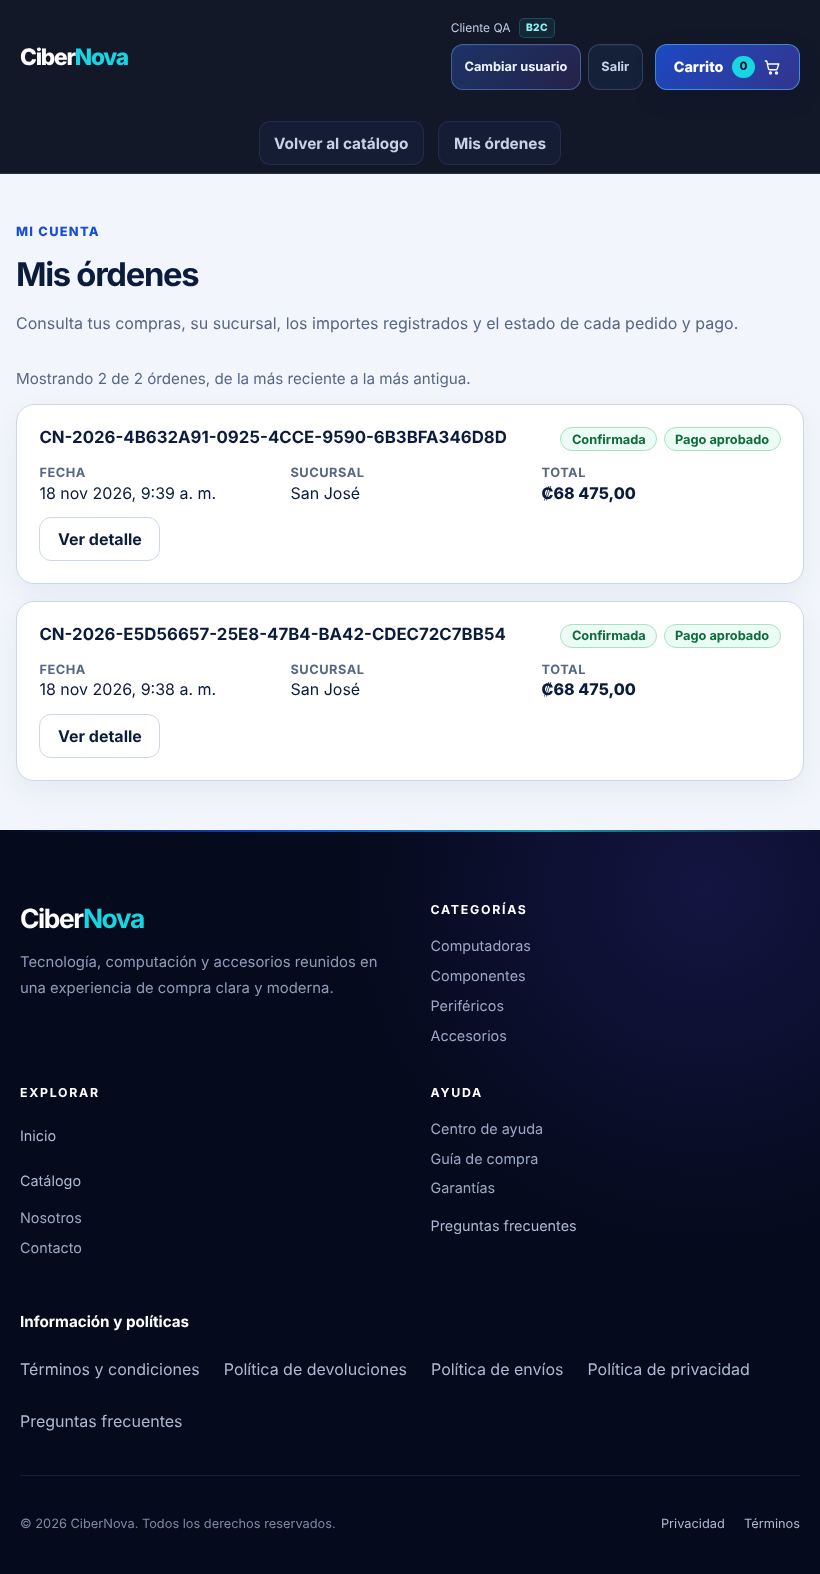 CiberNova
Cliente QA B2C
Cambiar usuario
Salir
Carrito 0
Volver al catálogo
Mis órdenes
MI CUENTA
Mis órdenes
Consulta tus compras, su sucursal, los importes registrados y el estado de cada pedido y pago.
Mostrando 2 de 2 órdenes, de la más reciente a la más antigua.
CN-2026-4B632A91-0925-4CCE-9590-6B3BFA346D8D
Confirmada
Pago aprobado
FECHA
18 nov 2026, 9:39 a. m.
SUCURSAL
San José
TOTAL
₡68 475,00
Ver detalle
CN-2026-E5D56657-25E8-47B4-BA42-CDEC72C7BB54
Confirmada
Pago aprobado
FECHA
18 nov 2026, 9:38 a. m.
SUCURSAL
San José
TOTAL
₡68 475,00
Ver detalle
CiberNova
Tecnología, computación y accesorios reunidos en
una experiencia de compra clara y moderna.
CATEGORÍAS
Computadoras
Componentes
Periféricos
Accesorios
EXPLORAR
Inicio
Catálogo
Nosotros
Contacto
AYUDA
Centro de ayuda
Guía de compra
Garantías
Preguntas frecuentes
Información y políticas
Términos y condiciones
Política de devoluciones
Política de envíos
Política de privacidad
Preguntas frecuentes
© 2026 CiberNova. Todos los derechos reservados.
Privacidad
Términos